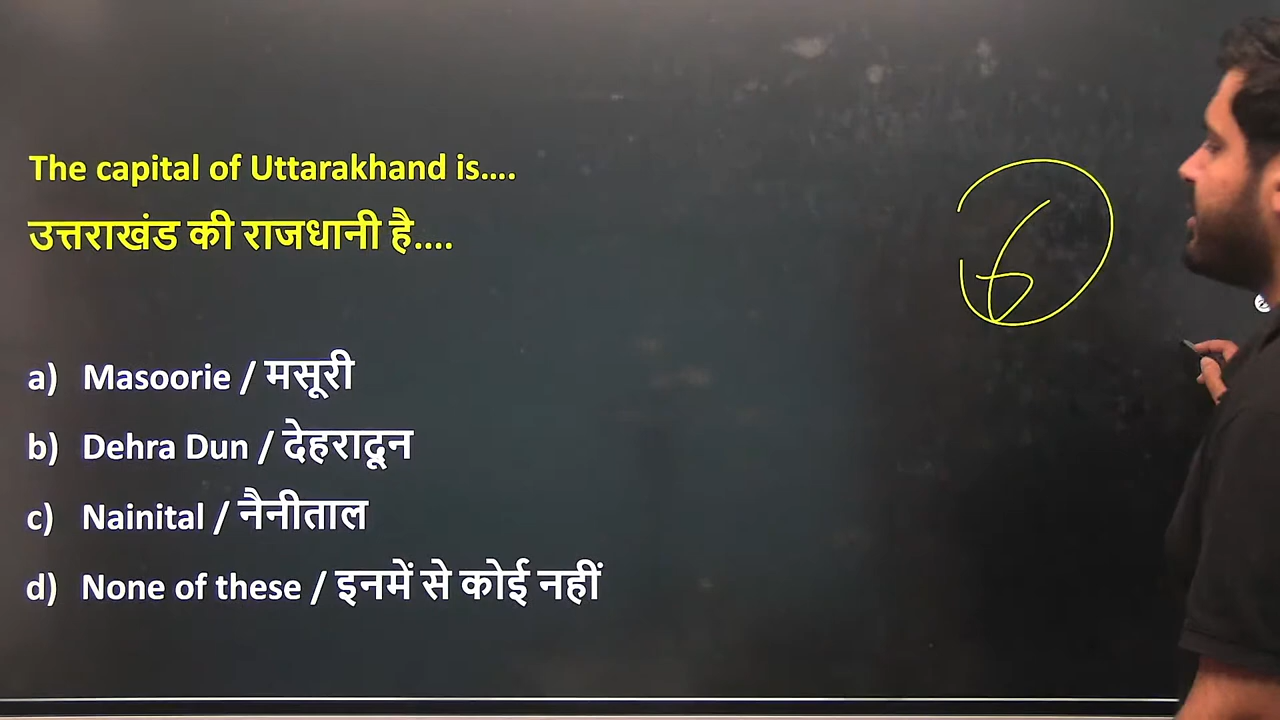 The capital of Uttarakhand is....
उत्तराखंड की राजधानी है....
a) Masoorie / मसूरी
b) Dehra Dun / देहरादून
c) Nainital / नैनीताल
d) None of these / इनमें से कोई नहीं